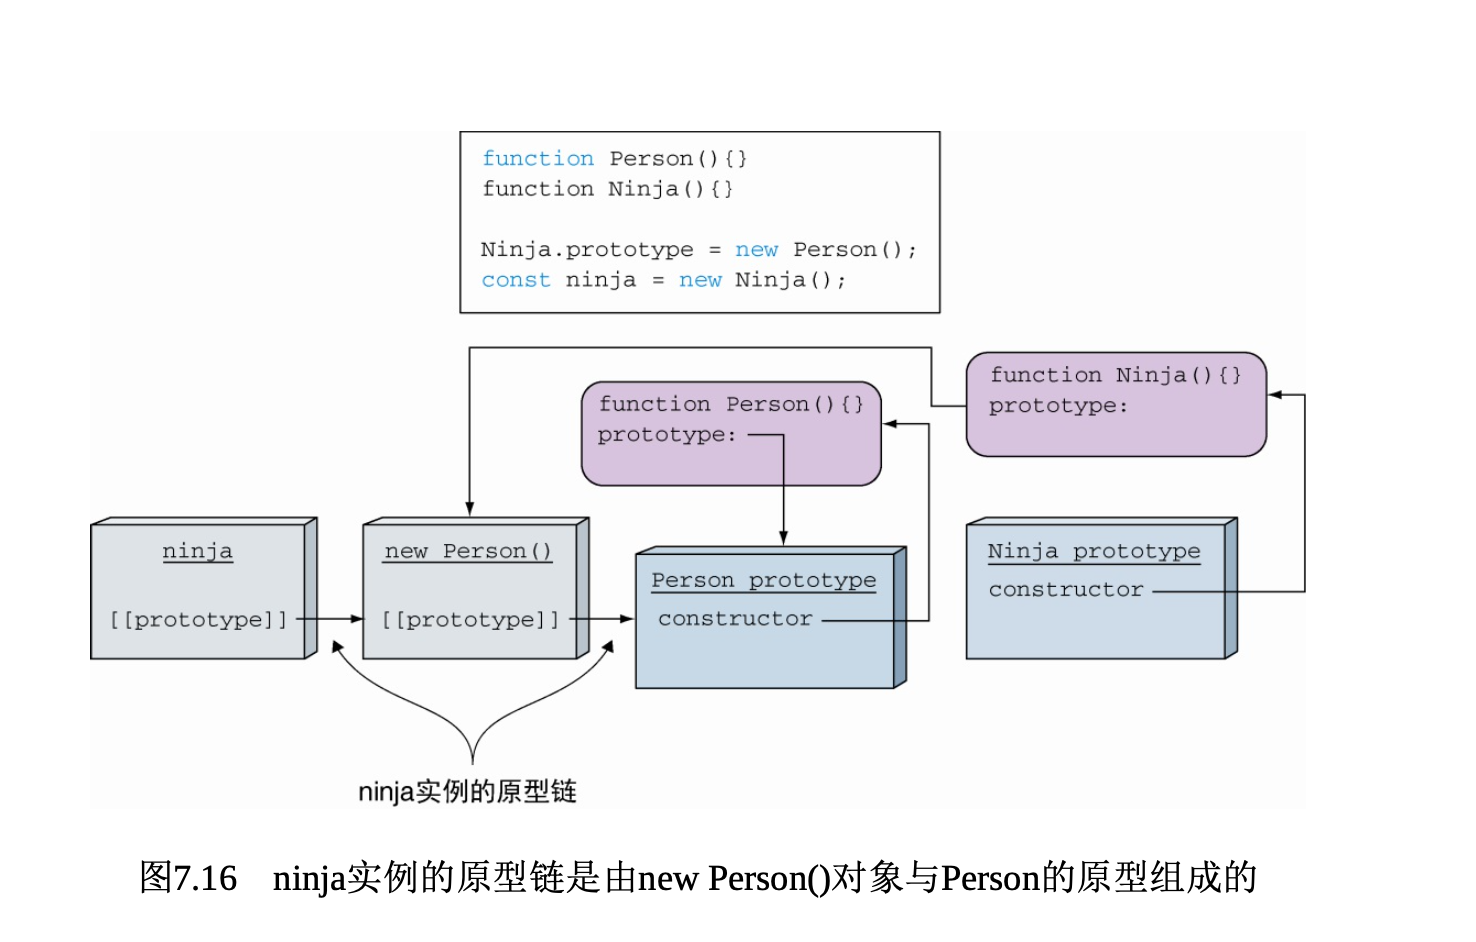 function Person(){}
function Ninja(){}
Ninja.prototype = new Person();
const ninja = new Ninja();
function Ninja(){}
prototype:
function Person(){}
prototype:
ninja
[[prototype]]
new Person()
[[prototype]]
Person prototype
constructor
Ninja prototype
constructor
ninja实例的原型链
图7.16 ninja实例的原型链是由new Person()对象与Person的原型组成的